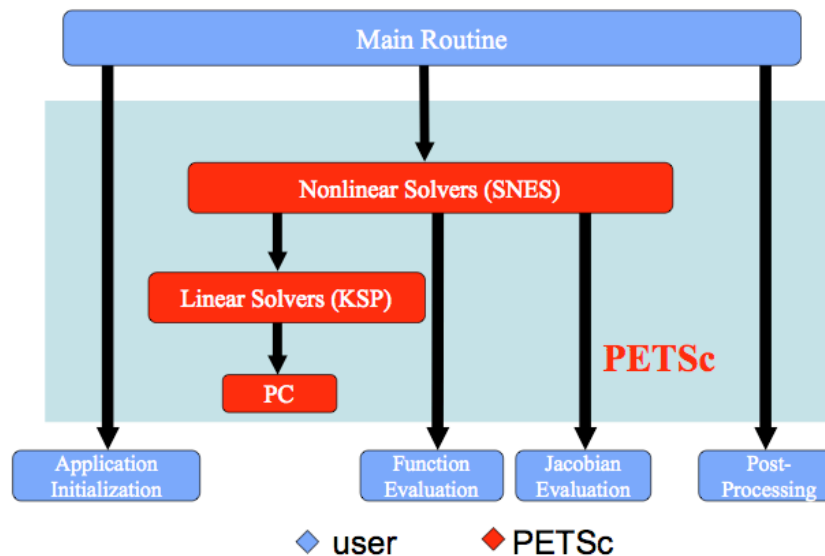 Main Routine
Nonlinear Solvers (SNES)
Linear Solvers (KSP)
PETSc
PC
Application
Initialization
Function
Evaluation
Jacobian
Evaluation
Post-
Processing
user
PETSc